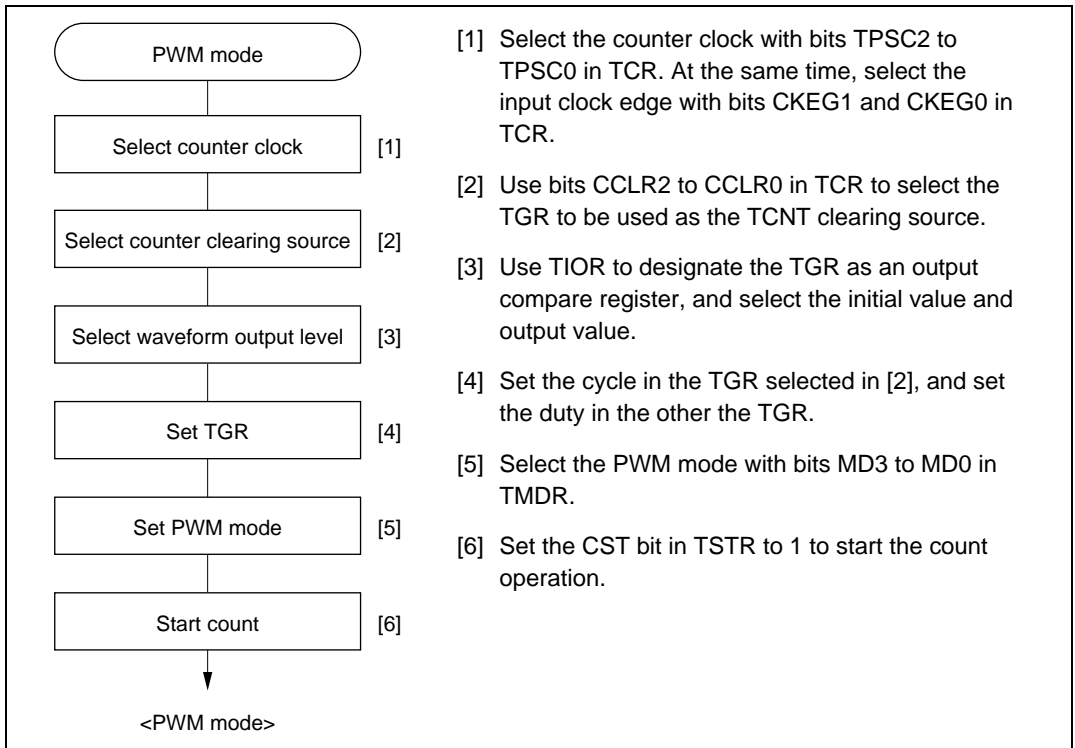 PWM mode
Select counter clock [1]
Select counter clearing source [2]
Select waveform output level [3]
Set TGR [4]
Set PWM mode [5]
Start count [6]
<PWM mode>
[1] Select the counter clock with bits TPSC2 to
TPSC0 in TCR. At the same time, select the
input clock edge with bits CKEG1 and CKEG0 in
TCR.
[2] Use bits CCLR2 to CCLR0 in TCR to select the
TGR to be used as the TCNT clearing source.
[3] Use TIOR to designate the TGR as an output
compare register, and select the initial value and
output value.
[4] Set the cycle in the TGR selected in [2], and set
the duty in the other the TGR.
[5] Select the PWM mode with bits MD3 to MD0 in
TMDR.
[6] Set the CST bit in TSTR to 1 to start the count
operation.